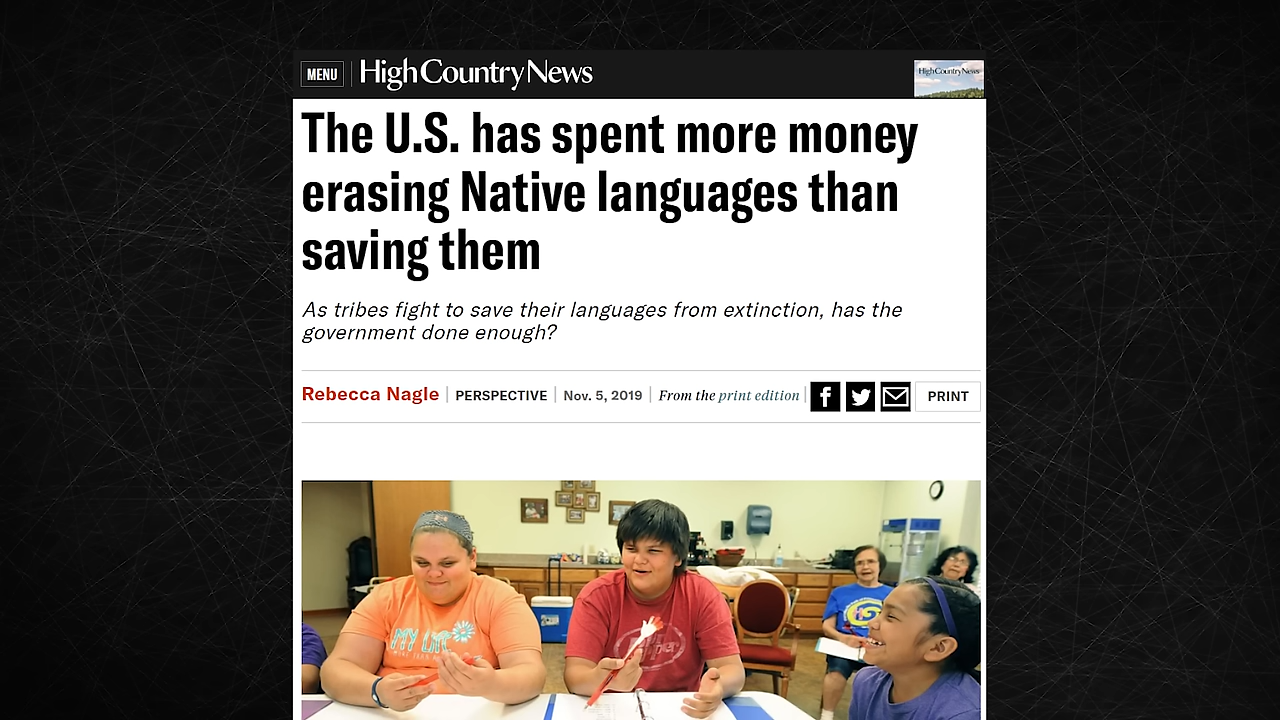 MENU
High Country News
High Country News
The U.S. has spent more money
erasing Native languages than
saving them
As tribes fight to save their languages from extinction, has the
government done enough?
Rebecca Nagle PERSPECTIVE Nov. 5, 2019 From the print edition PRINT
MY LIFE